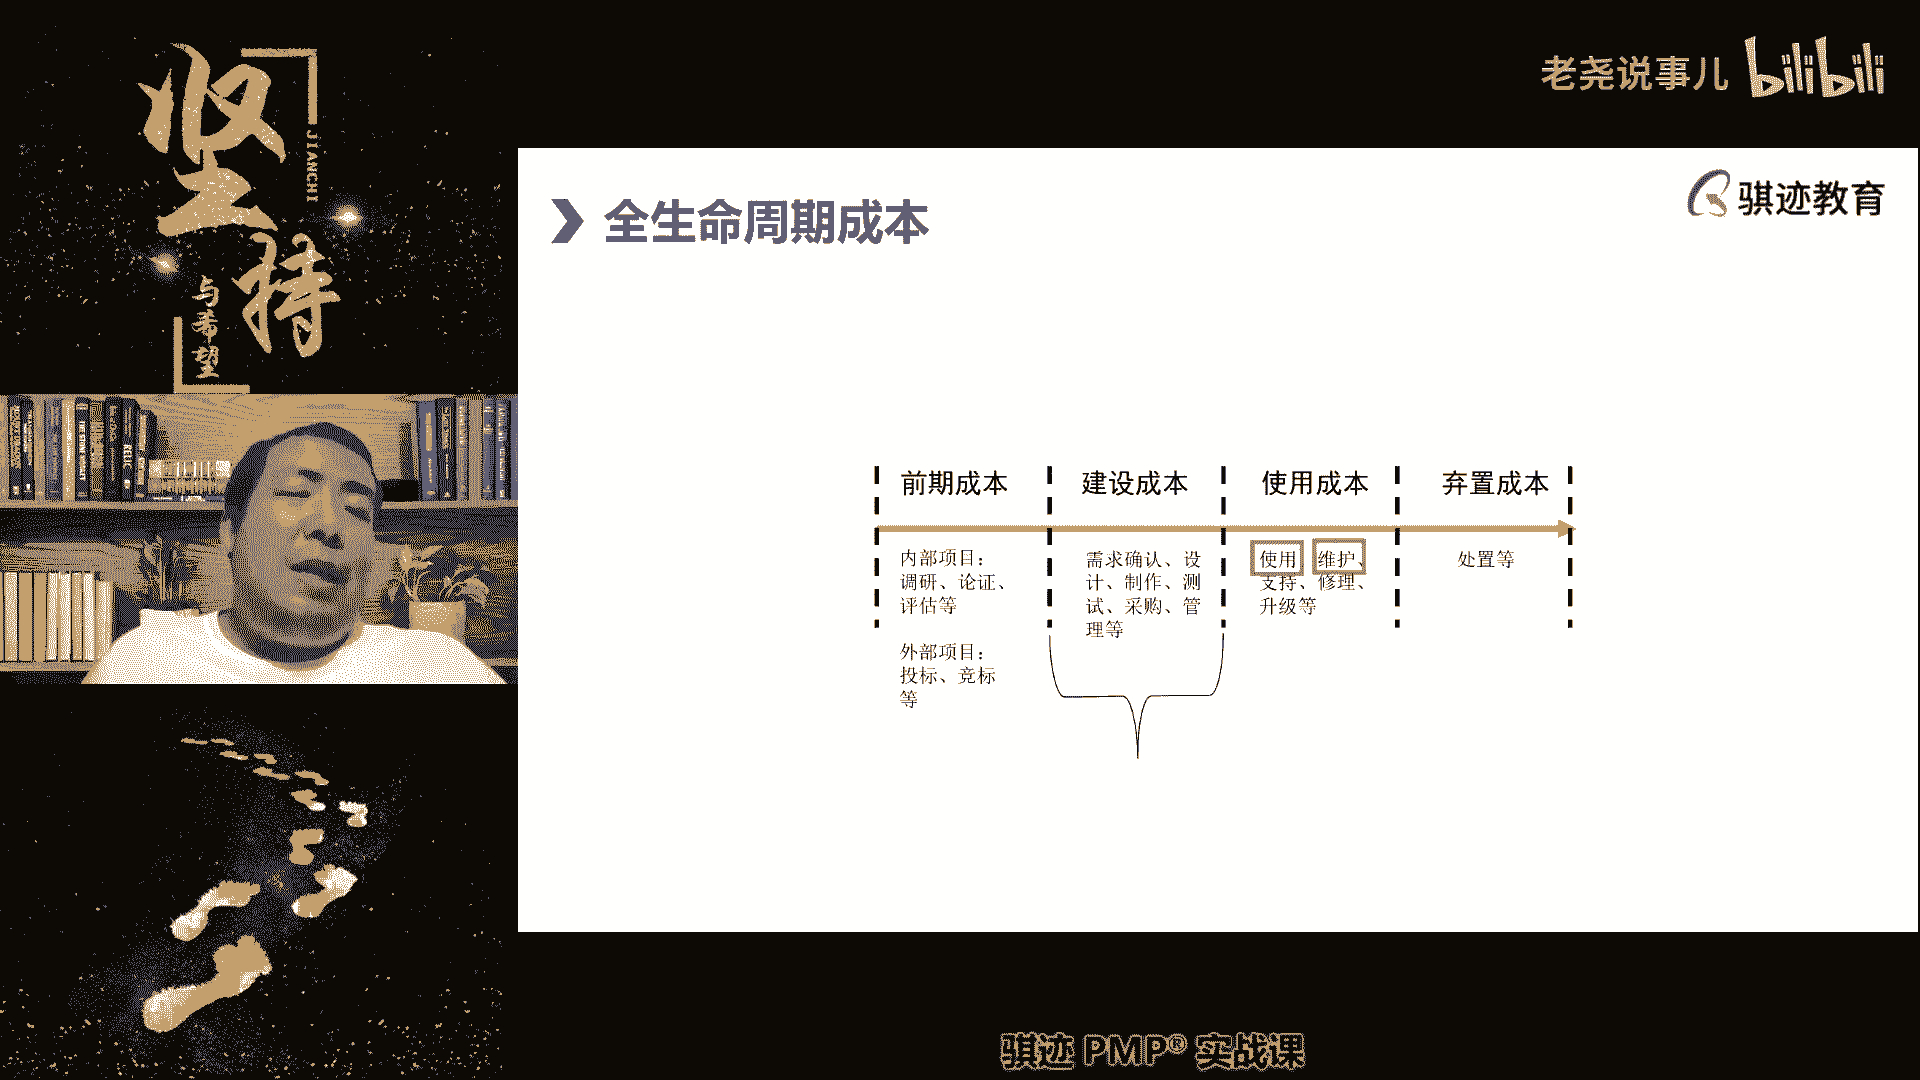 坚持
JIANCHI
与希望
老尧说事儿 bilibili
骐迹教育
全生命周期成本
前期成本
建设成本
使用成本
弃置成本
内部项目：
调研、论证、
评估等
外部项目：
投标、竞标
等
需求确认、设
计、制作、测
试、采购、管
理等
使用、维护、
支持、修理、
升级等
处置等
骐迹 PMP® 实战课